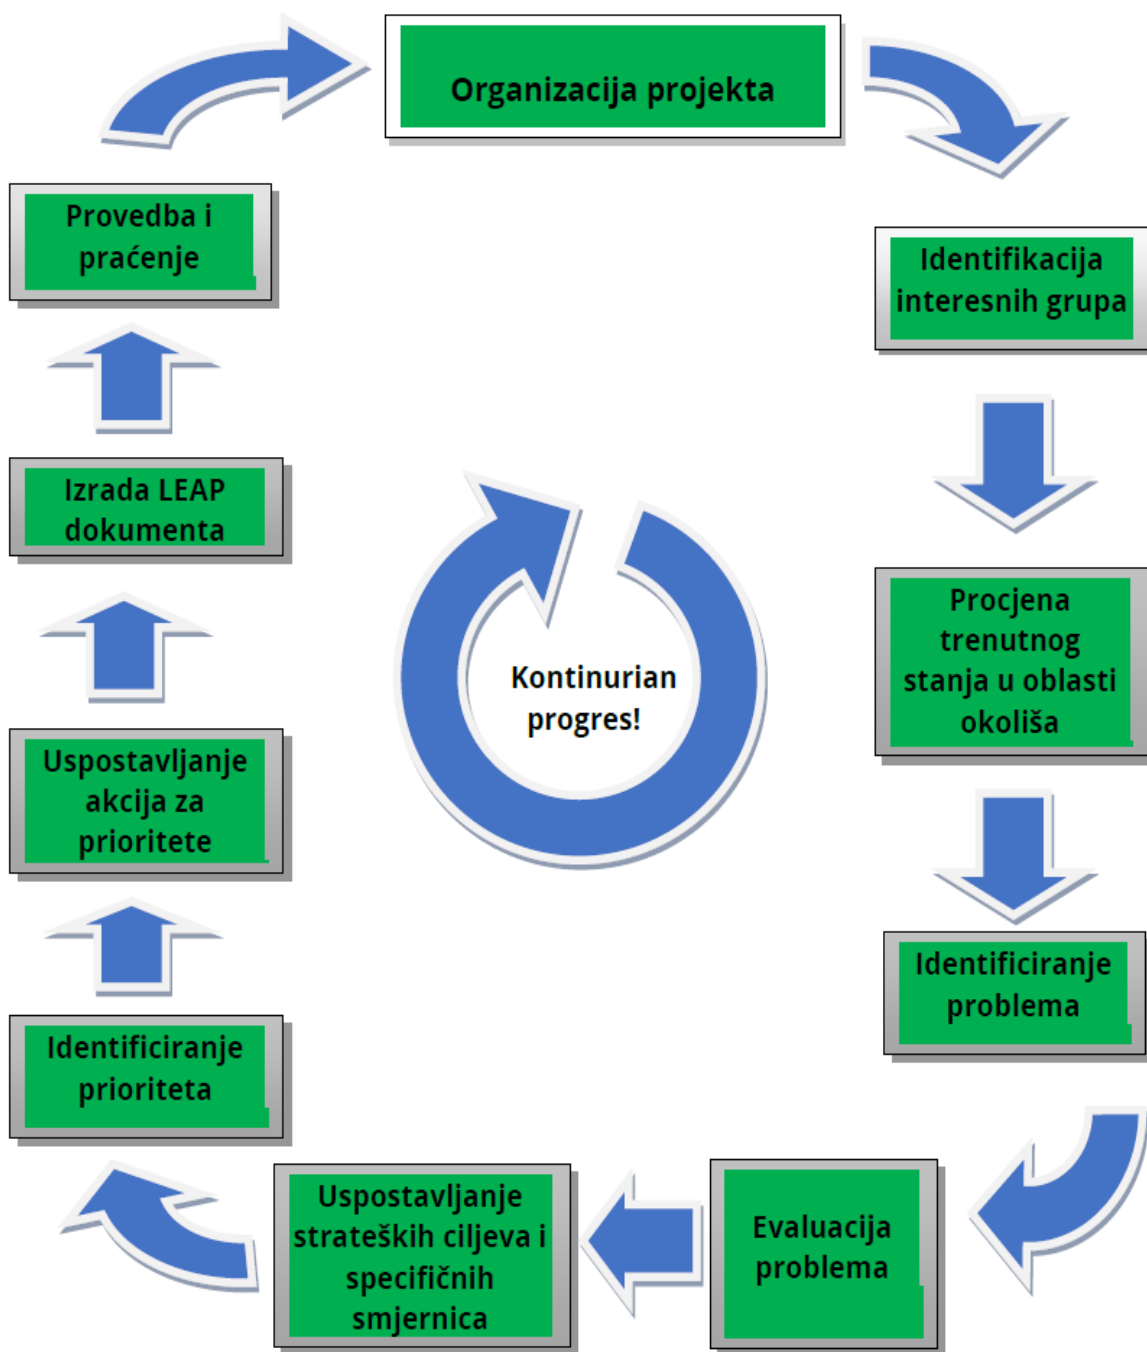 Organizacija projekta
Identifikacija
interesnih grupa
Procjena
trenutnog
stanja u oblasti
okoliša
Identificiranje
problema
Evaluacija
problema
Uspostavljanje
strateških ciljeva i
specifičnih
smjernica
Identificiranje
prioriteta
Uspostavljanje
akcija za
prioritete
Izrada LEAP
dokumenta
Provedba i
praćenje
Kontinurian
progres!